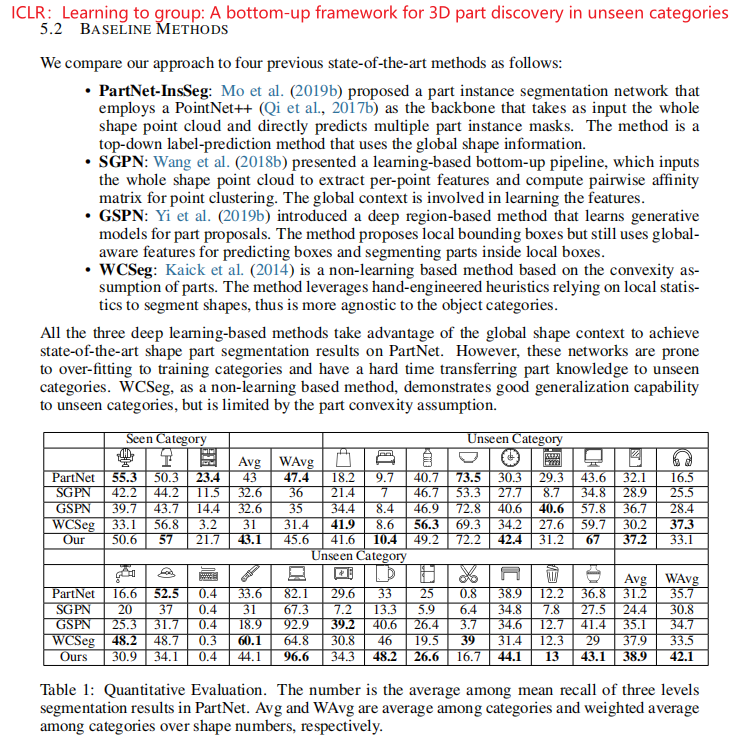 ICLR: Learning to group: A bottom-up framework for 3D part discovery in unseen categories
5.2 BASELINE METHODS
We compare our approach to four previous state-of-the-art methods as follows:
• PartNet-InsSeg: Mo et al. (2019b) proposed a part instance segmentation network that
employs a PointNet++ (Qi et al., 2017b) as the backbone that takes as input the whole
shape point cloud and directly predicts multiple part instance masks. The method is a
top-down label-prediction method that uses the global shape information.
• SGPN: Wang et al. (2018b) presented a learning-based bottom-up pipeline, which inputs
the whole shape point cloud to extract per-point features and compute pairwise affinity
matrix for point clustering. The global context is involved in learning the features.
• GSPN: Yi et al. (2019b) introduced a deep region-based method that learns generative
models for part proposals. The method proposes local bounding boxes but still uses global-
aware features for predicting boxes and segmenting parts inside local boxes.
• WCSeg: Kaick et al. (2014) is a non-learning based method based on the convexity as-
sumption of parts. The method leverages hand-engineered heuristics relying on local statis-
tics to segment shapes, thus is more agnostic to the object categories.
All the three deep learning-based methods take advantage of the global shape context to achieve
state-of-the-art shape part segmentation results on PartNet. However, these networks are prone
to over-fitting to training categories and have a hard time transferring part knowledge to unseen
categories. WCSeg, as a non-learning based method, demonstrates good generalization capability
to unseen categories, but is limited by the part convexity assumption.
Seen Category Unseen Category
Avg WAvg
PartNet 55.3 50.3 23.4 43 47.4 18.2 9.7 40.7 73.5 30.3 29.3 43.6 32.1 16.5
SGPN 42.2 44.2 11.5 32.6 36 21.4 7 46.7 53.3 27.7 8.7 34.8 28.9 25.5
GSPN 39.7 43.7 14.4 32.6 35 34.4 8.4 46.9 72.8 40.6 40.6 57.8 36.7 28.4
WCSeg 33.1 56.8 3.2 31 31.4 41.9 8.6 56.3 69.3 34.2 27.6 59.7 30.2 37.3
Our 50.6 57 21.7 43.1 45.6 41.6 10.4 49.2 72.2 42.4 31.2 67 37.2 33.1
Unseen Category
Avg WAvg
PartNet 16.6 52.5 0.4 33.6 82.1 29.6 33 25 0.8 38.9 12.2 36.8 31.2 35.7
SGPN 20 37 0.4 31 67.3 7.2 13.3 5.9 6.4 34.8 7.8 27.5 24.4 30.8
GSPN 25.3 31.7 0.4 18.9 92.9 39.2 40.6 26.4 3.7 34.6 12.7 41.4 35.1 34.7
WCSeg 48.2 48.7 0.3 60.1 64.8 30.8 46 19.5 39 31.4 12.3 29 37.9 33.5
Ours 30.9 34.1 0.4 44.1 96.6 34.3 48.2 26.6 16.7 44.1 13 43.1 38.9 42.1
Table 1: Quantitative Evaluation. The number is the average among mean recall of three levels
segmentation results in PartNet. Avg and WAvg are average among categories and weighted average
among categories over shape numbers, respectively.